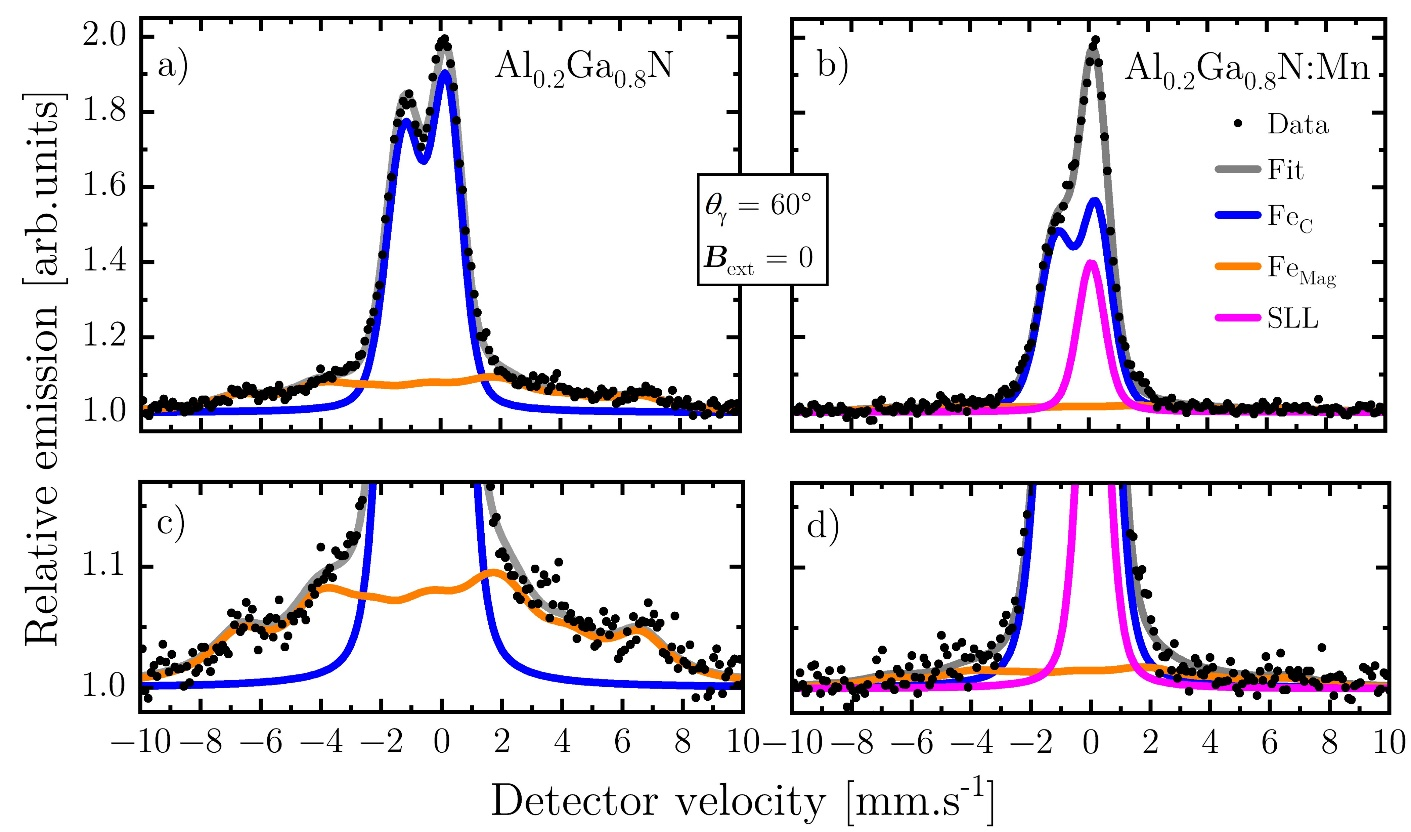 Relative emission [arb.units]
2.0
1.8
1.6
1.4
1.2
1.0
a)
Al0.2Ga0.8N
θγ = 60°
Bext = 0
b)
Al0.2Ga0.8N:Mn
Data
Fit
FeC
FeMag
SLL
1.1
1.0
c)
d)
−10 −8 −6 −4 −2 0 2 4 6 8 10
−10 −8 −6 −4 −2 0 2 4 6 8 10
Detector velocity [mm.s-1]